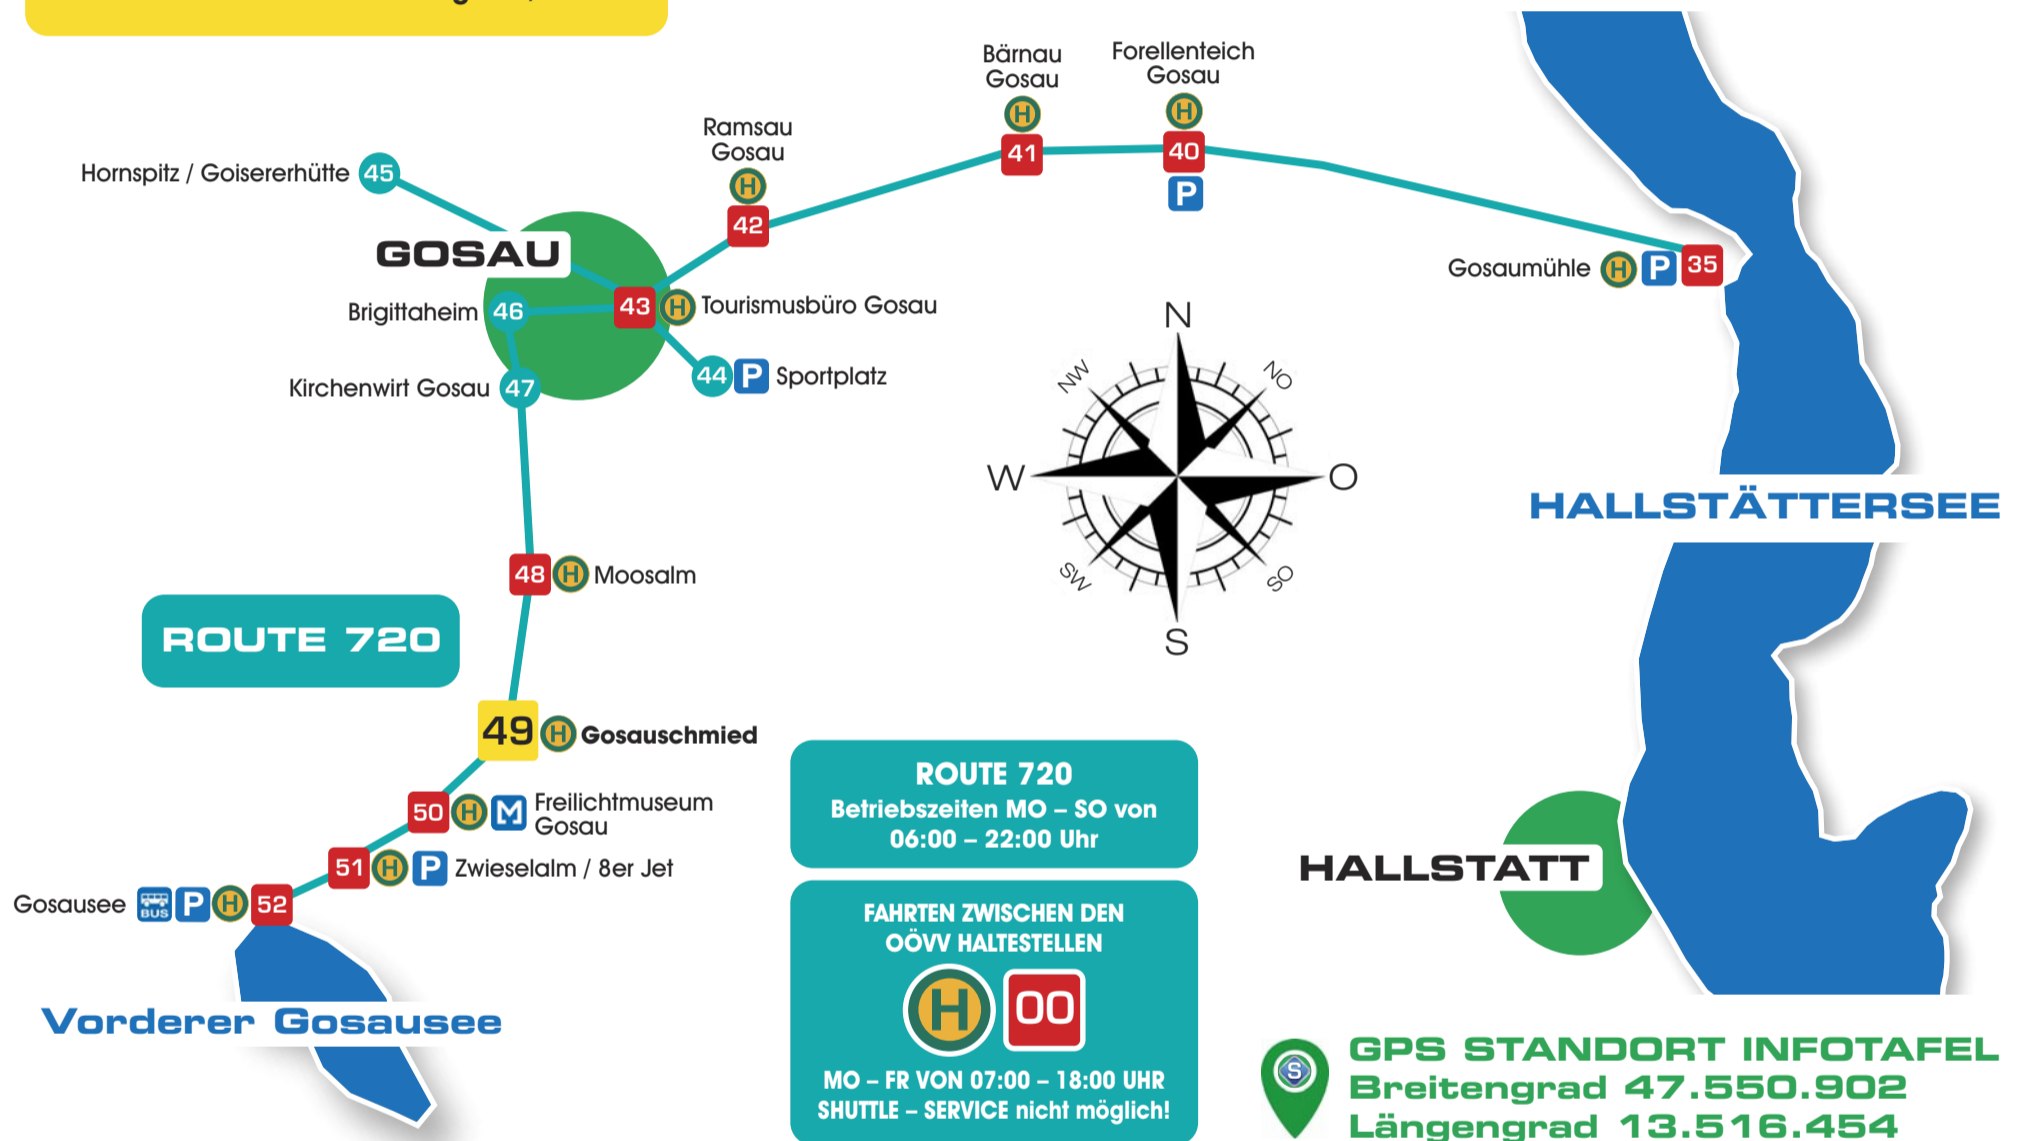 Bärnau
Gosau
H
41
Forellenteich
Gosau
H
40
P
Ramsau
Gosau
H
42
Hornspitz / Goisererhütte 45
GOSAU
Gosaumühle H P 35
Brigittaheim 46
43 H Tourismusbüro Gosau
Kirchenwirt Gosau 47
44 P Sportplatz
N
NW
NO
W
O
SW
SO
S
HALLSTÄTTERSEE
48 H Moosalm
ROUTE 720
49 H Gosauschmied
50 H M Freilichtmuseum
Gosau
51 H P Zwieselalm / 8er Jet
Gosausee BUS P H 52
Vorderer Gosausee
ROUTE 720
Betriebszeiten MO – SO von
06:00 – 22:00 Uhr
FAHRTEN ZWISCHEN DEN
OÖVV HALTESTELLEN
H 00
MO – FR VON 07:00 – 18:00 UHR
SHUTTLE – SERVICE nicht möglich!
HALLSTATT
S
GPS STANDORT INFOTAFEL
Breitengrad 47.550.902
Längengrad 13.516.454